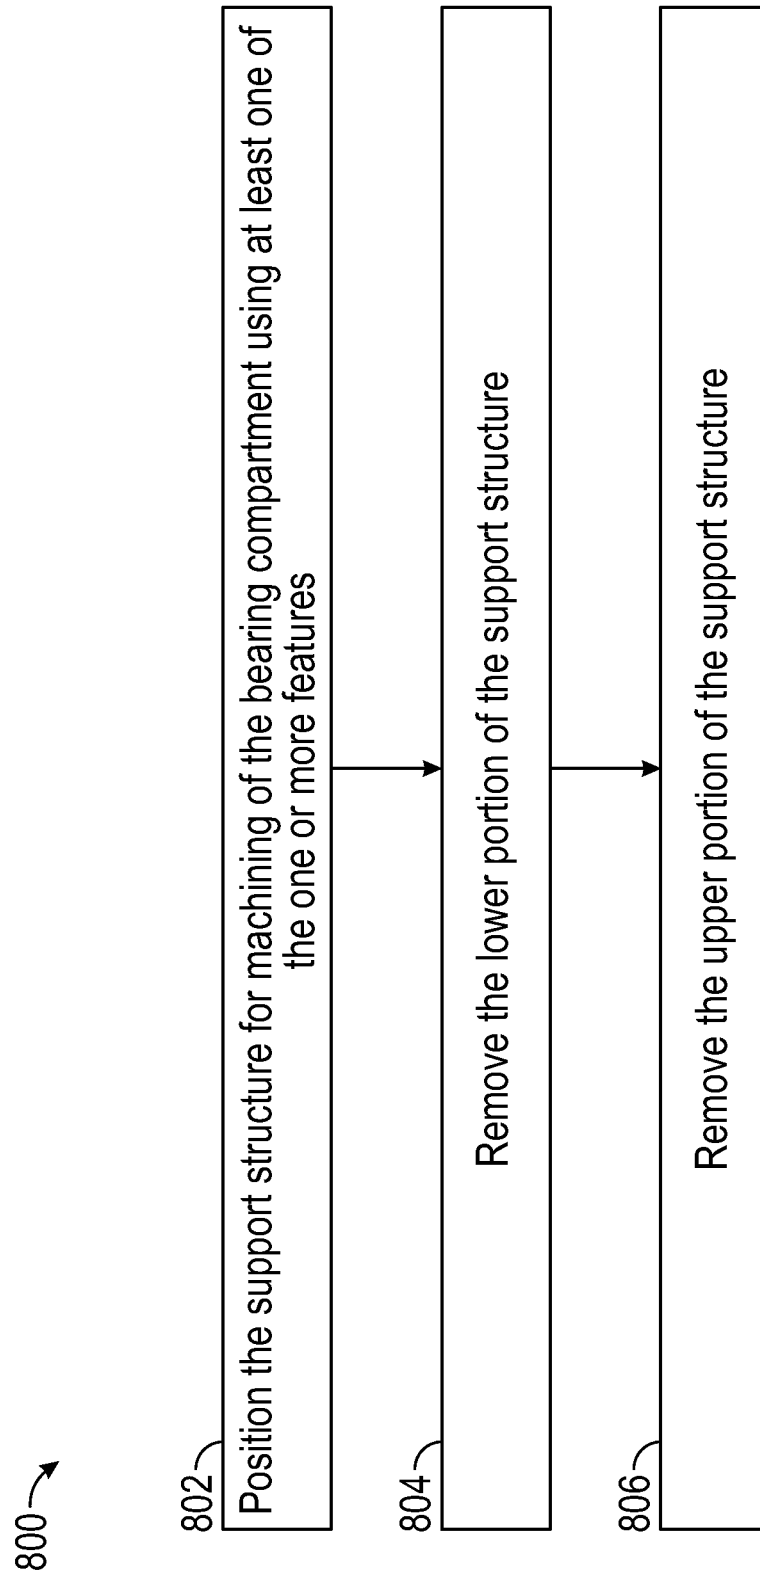 800
802
Position the support structure for machining of the bearing compartment using at least one of
the one or more features
804
Remove the lower portion of the support structure
806
Remove the upper portion of the support structure